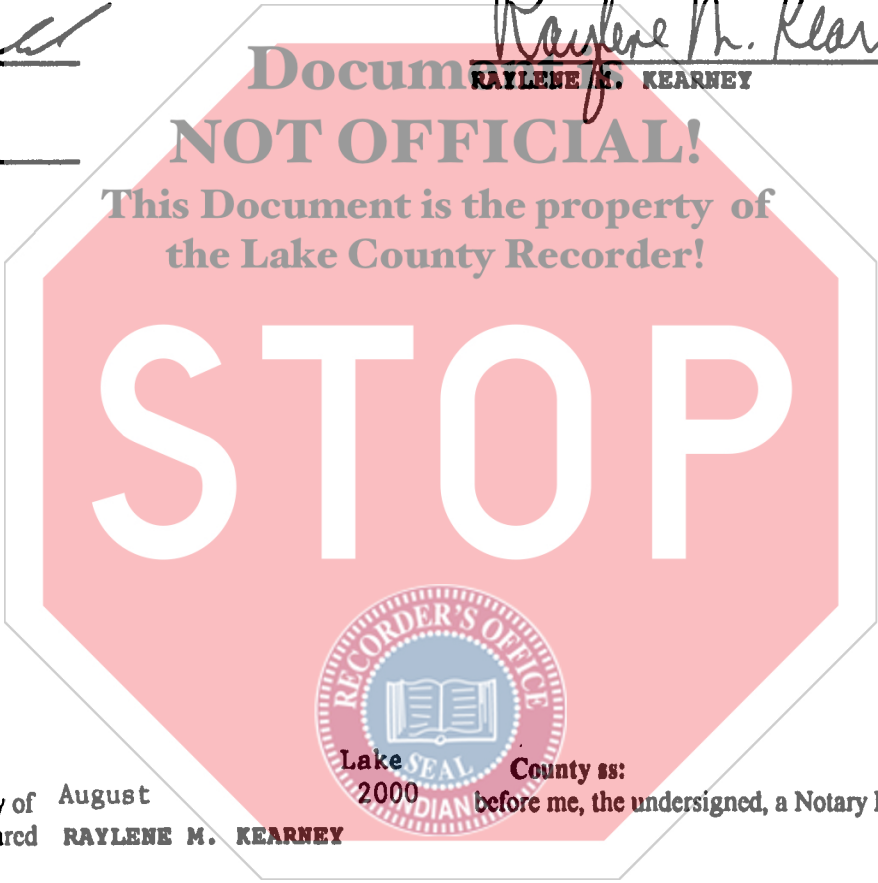 Raylene M. Kear
Document is
RAYLENE M. KEARNEY
NOT OFFICIAL!
This Document is the property of
the Lake County Recorder!
STOP
RECORDER'S OFFICE
SEAL
INDIANA
Lake County ss:
y of August 2000 before me, the undersigned, a Notary
ared RAYLENE M. KEARNEY